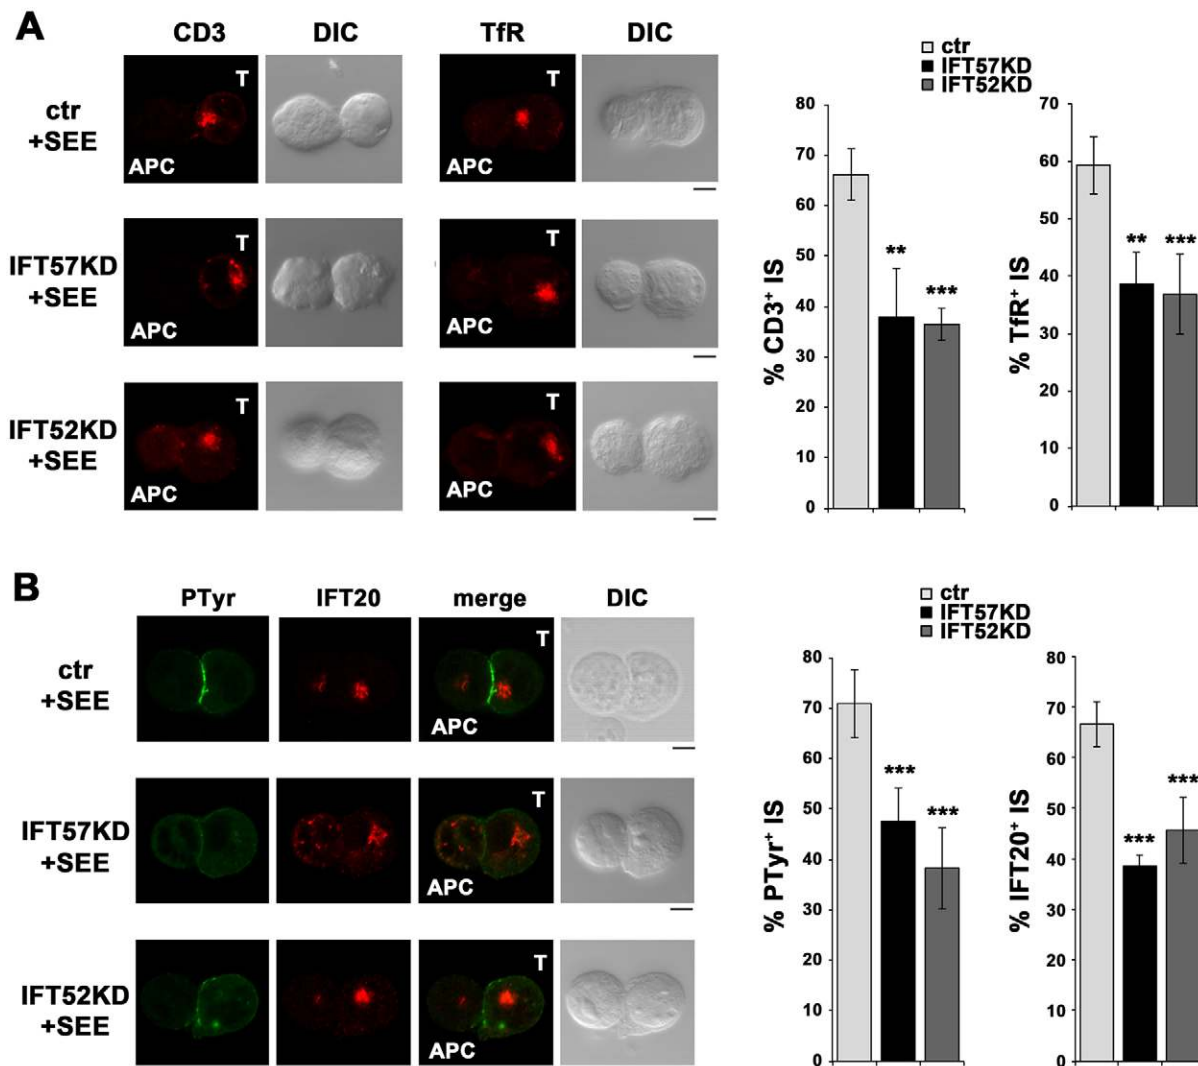 A
CD3 DIC TfR DIC
ctr
+SEE
T
APC
T
APC
IFT57KD
+SEE
T
APC
T
APC
IFT52KD
+SEE
T
APC
T
APC
ctr
IFT57KD
IFT52KD
% CD3+ IS
80
70
60
50
40
30
20
10
0
**
***
% TfR+ IS
70
60
50
40
30
20
10
0
**
***
B
PTyr IFT20 merge DIC
ctr
+SEE
T
APC
IFT57KD
+SEE
T
APC
IFT52KD
+SEE
T
APC
ctr
IFT57KD
IFT52KD
% PTyr+ IS
80
70
60
50
40
30
20
10
0
***
***
% IFT20+ IS
80
70
60
50
40
30
20
10
0
***
***